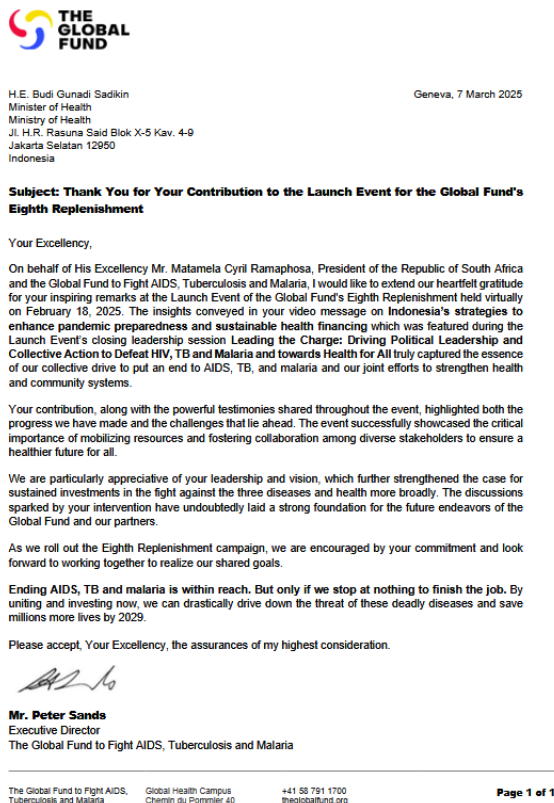 THE
GLOBAL
FUND
H.E. Budi Gunadi Sadikin
Geneva, 7 March 2025
Minister of Health
Ministry of Health
Jl. H.R. Rasuna Said Blok X-5 Kav. 4-9
Jakarta Selatan 12950
Indonesia
Subject: Thank You for Your Contribution to the Launch Event for the Global Fund's
Eighth Replenishment
Your Excellency,
On behalf of His Excellency Mr. Matamela Cyril Ramaphosa, President of the Republic of South Africa
and the Global Fund to Fight AIDS, Tuberculosis and Malaria, I would like to extend our heartfelt gratitude
for your inspiring remarks at the Launch Event of the Global Fund's Eighth Replenishment held virtually
on February 18, 2025. The insights conveyed in your video message on Indonesia's strategies to
enhance pandemic preparedness and sustainable health financing which was featured during the
Launch Event's closing leadership session Leading the Charge: Driving Political Leadership and
Collective Action to Defeat HIV, TB and Malaria and towards Health for All truly captured the essence
of our collective drive to put an end to AIDS, TB, and malaria and our joint efforts to strengthen health
and community systems.
Your contribution, along with the powerful testimonies shared throughout the event, highlighted both the
progress we have made and the challenges that lie ahead. The event successfully showcased the critical
importance of mobilizing resources and fostering collaboration among diverse stakeholders to ensure a
healthier future for all.
We are particularly appreciative of your leadership and vision, which further strengthened the case for
sustained investments in the fight against the three diseases and health more broadly. The discussions
sparked by your intervention have undoubtedly laid a strong foundation for the future endeavors of the
Global Fund and our partners.
As we roll out the Eighth Replenishment campaign, we are encouraged by your commitment and look
forward to working together to realize our shared goals.
Ending AIDS, TB and malaria is within reach. But only if we stop at nothing to finish the job. By
uniting and investing now, we can drastically drive down the threat of these deadly diseases and save
millions more lives by 2029.
Please accept, Your Excellency, the assurances of my highest consideration.
Mr. Peter Sands
Executive Director
The Global Fund to Fight AIDS, Tuberculosis and Malaria
The Global Fund to Fight AIDS,
Tuberculosis and Malaria
Global Health Campus
Chemin du Pommier 40
+41 58 791 1700
theglobalfund.org
Page 1 of 1